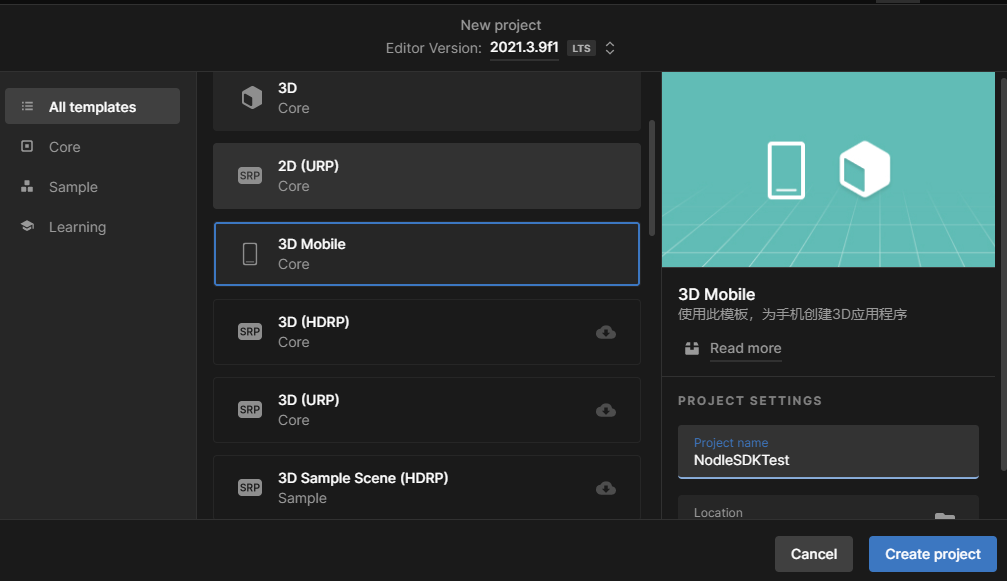 New project
Editor Version: 2021.3.9f1 LTS
All templates
Core
Sample
Learning
3D
Core
SRP
2D (URP)
Core
3D Mobile
Core
SRP
3D (HDRP)
Core
SRP
3D (URP)
Core
SRP
3D Sample Scene (HDRP)
Sample
3D Mobile
使用此模板，为手机创建3D应用程序
Read more
PROJECT SETTINGS
Project name
NodleSDKTest
Location
Cancel
Create project